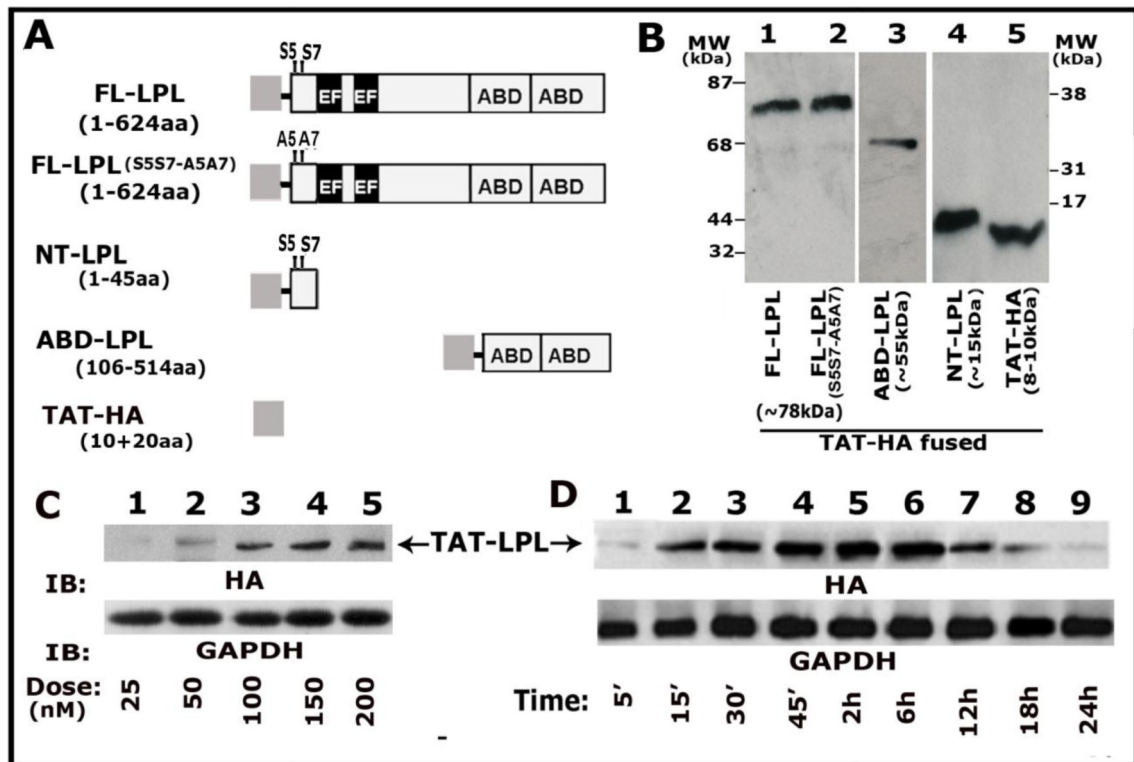 A
S5 S7
FL-LPL
(1-624aa)
EF EF ABD ABD
A5 A7
FL-LPL(S5S7-A5A7)
(1-624aa)
EF EF ABD ABD
S5 S7
NT-LPL
(1-45aa)
ABD-LPL
(106-514aa)
ABD ABD
TAT-HA
(10+20aa)
B
MW
(kDa)
1 2 3 4 5
MW
(kDa)
87
68
44
32
38
31
17
FL-LPL
FL-LPL
(S5S7-A5A7)
(~78kDa)
ABD-LPL
(~55kDa)
NT-LPL
(~15kDa)
TAT-HA
(8-10kDa)
TAT-HA fused
C
1 2 3 4 5
←TAT-LPL→
IB: HA
IB: GAPDH
Dose:
(nM)
25 50 100 150 200
D
1 2 3 4 5 6 7 8 9
HA
GAPDH
Time: 5′ 15′ 30′ 45′ 2h 6h 12h 18h 24h